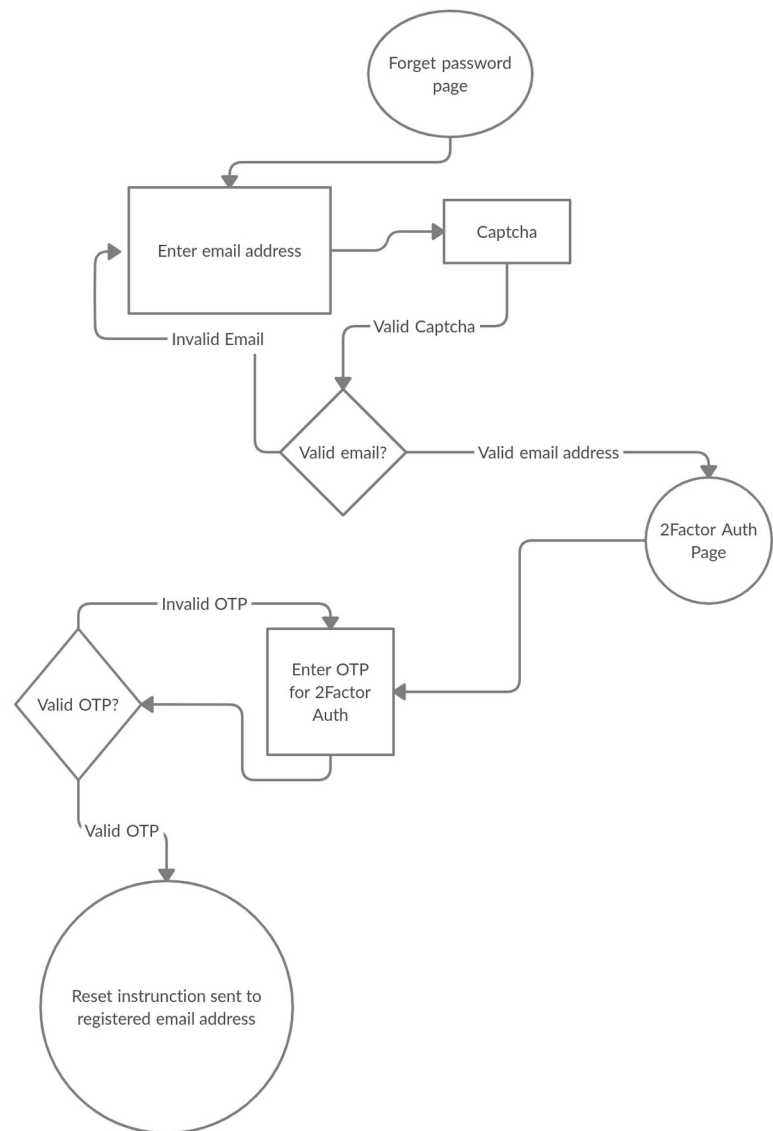 Forget password
page
Enter email address
Captcha
Valid Captcha
Invalid Email
Valid email?
Valid email address
2Factor Auth
Page
Invalid OTP
Enter OTP
for 2Factor
Auth
Valid OTP?
Valid OTP
Reset instrunction sent to
registered email address